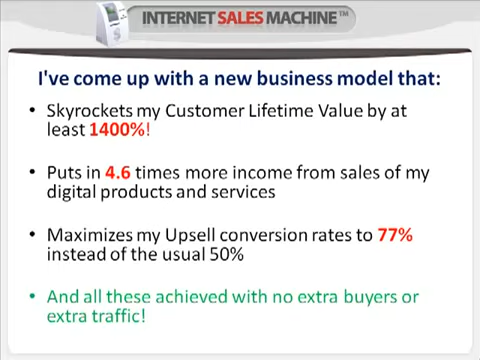 INTERNET SALES MACHINE™
I've come up with a new business model that:
• Skyrockets my Customer Lifetime Value by at
least 1400%!
• Puts in 4.6 times more income from sales of my
digital products and services
• Maximizes my Upsell conversion rates to 77%
instead of the usual 50%
• And all these achieved with no extra buyers or
extra traffic!